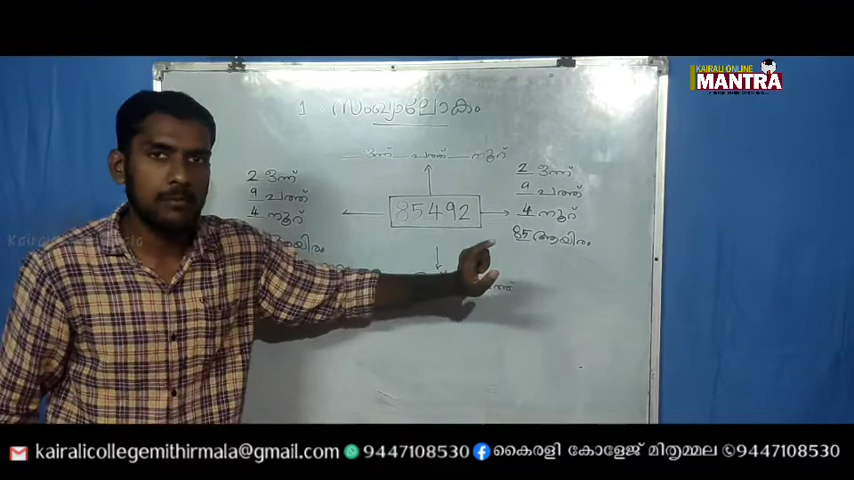 KAIRALI ONLINE
MANTRA
1 സംഖ്യാലോകം
ഒന്ന് പത്ത് നൂറ്
2 ഒന്ന്
9 പത്ത്
4 നൂറ്
ആയിരം
85492
2 ഒന്ന്
9 പത്ത്
4 നൂറ്
85 ആയിരം
kairalicollegemithirmala@gmail.com/ 9447108530 കൈരളി കോളേജ് മിതൃമ്മല 9447108530